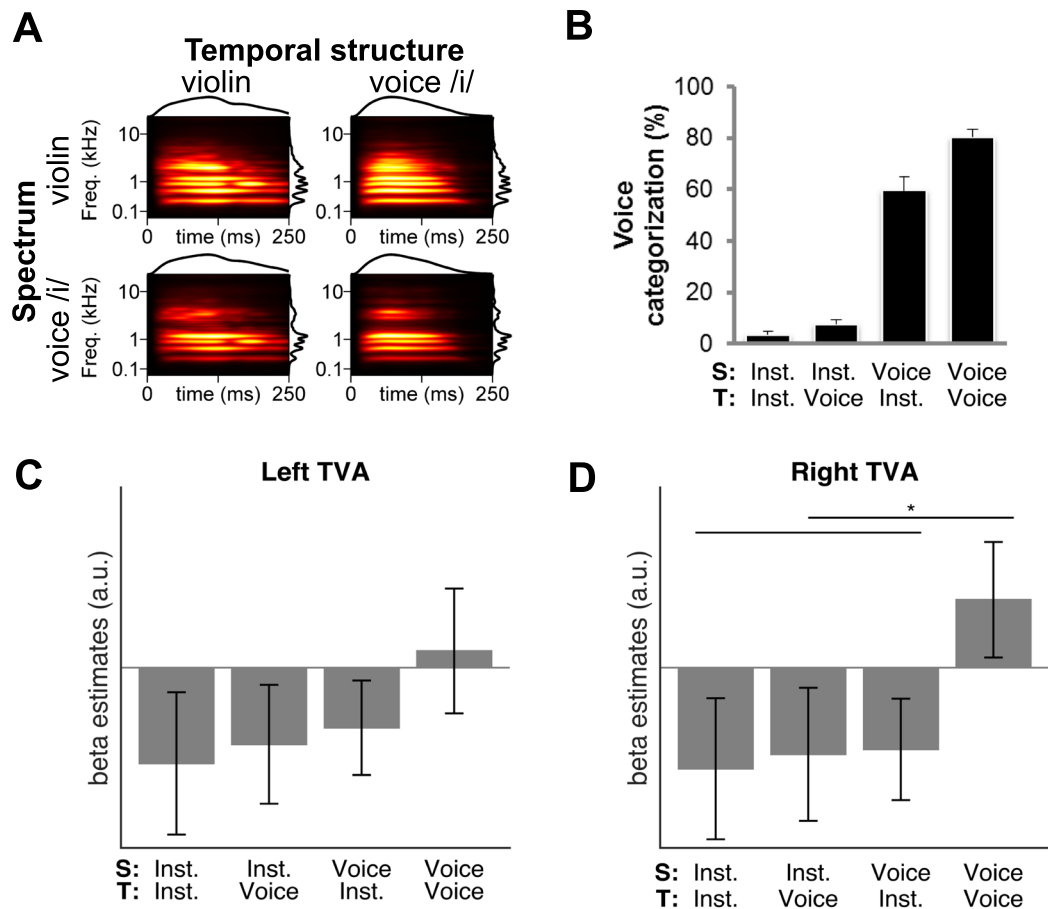 A
Temporal structure
violin
voice /i/
Spectrum
violin
voice /i/
Freq. (kHz)
10
1
0.1
0
time (ms)
250
10
1
0.1
0
time (ms)
250
Freq. (kHz)
10
1
0.1
0
time (ms)
250
10
1
0.1
0
time (ms)
250
B
Voice
categorization (%)
100
80
60
40
20
0
S: Inst. Inst. Voice Voice
T: Inst. Voice Inst. Voice
C
Left TVA
beta estimates (a.u.)
S: Inst. Inst. Voice Voice
T: Inst. Voice Inst. Voice
D
Right TVA
*
beta estimates (a.u.)
S: Inst. Inst. Voice Voice
T: Inst. Voice Inst. Voice